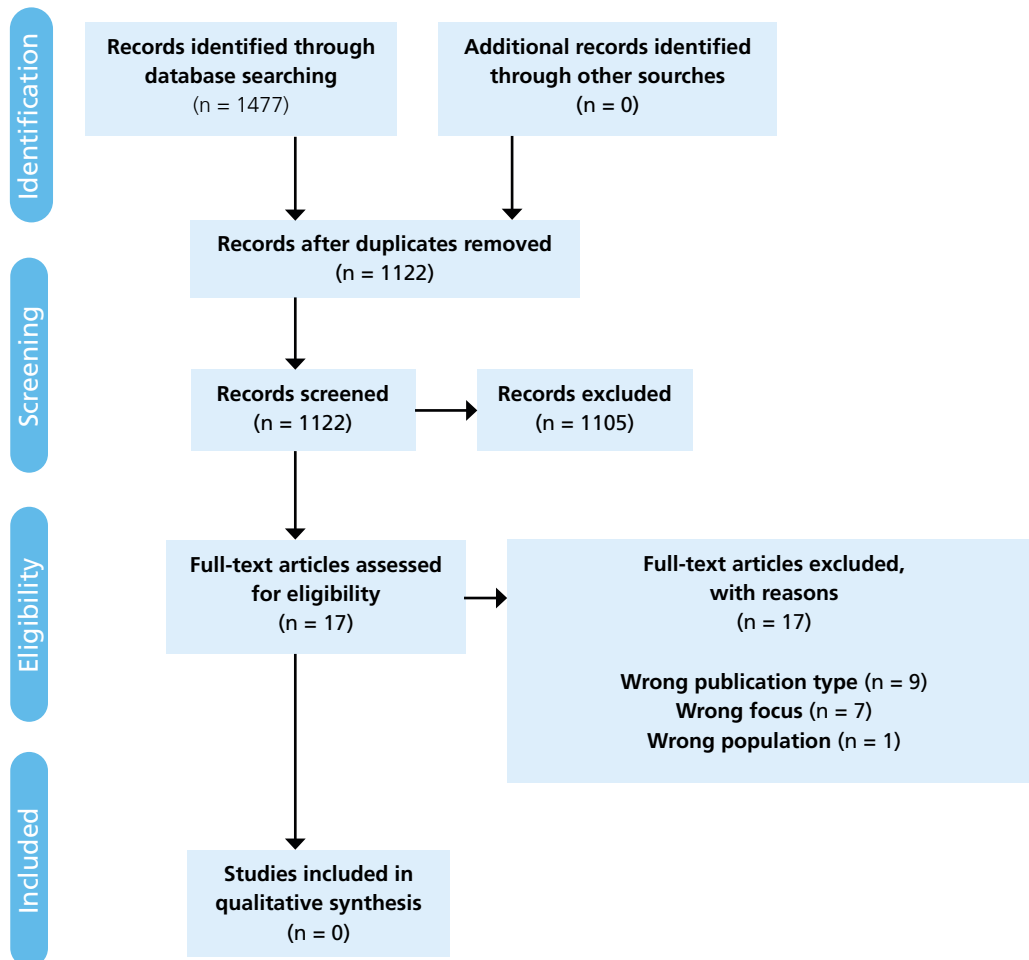 Identification
Records identified through
database searching
(n = 1477)
Additional records identified
through other sourches
(n = 0)
Records after duplicates removed
(n = 1122)
Screening
Records screened
(n = 1122)
Records excluded
(n = 1105)
Eligibility
Full-text articles assessed
for eligibility
(n = 17)
Full-text articles excluded,
with reasons
(n = 17)
Wrong publication type (n = 9)
Wrong focus (n = 7)
Wrong population (n = 1)
Included
Studies included in
qualitative synthesis
(n = 0)